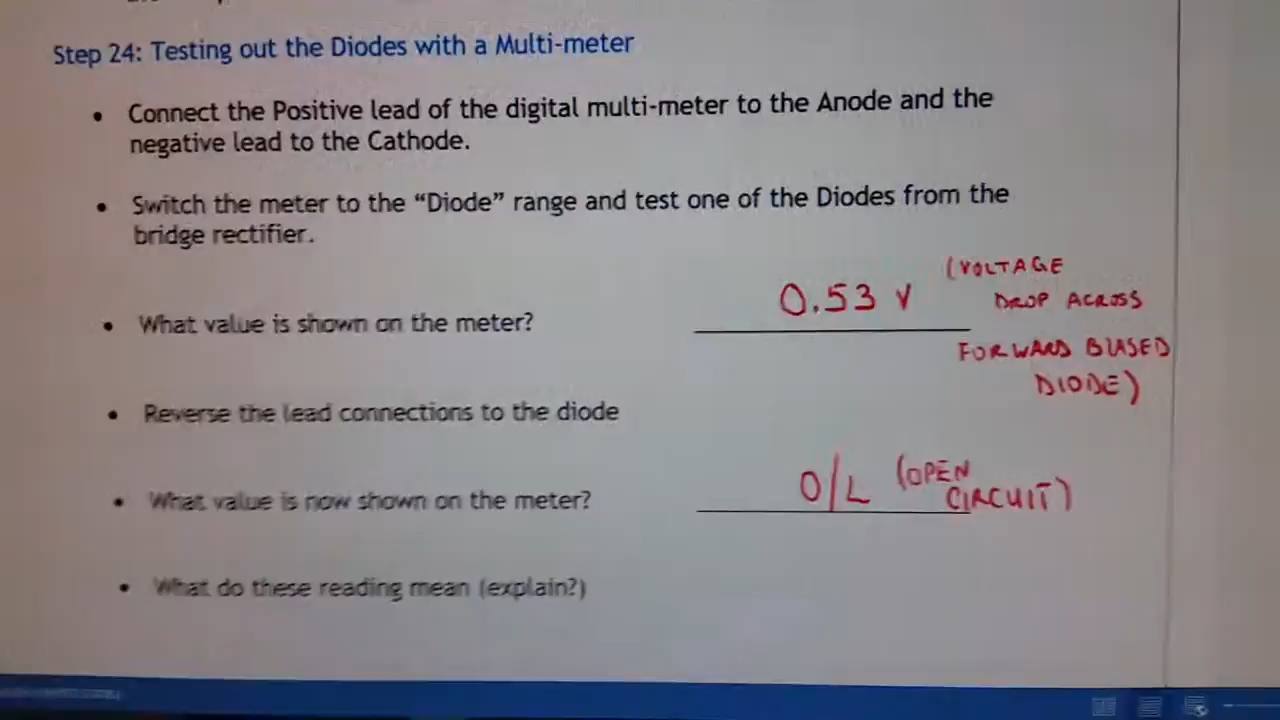 Step 24: Testing out the Diodes with a Multi-meter
• Connect the Positive lead of the digital multi-meter to the Anode and the
negative lead to the Cathode.
• Switch the meter to the “Diode” range and test one of the Diodes from the
bridge rectifier.
• What value is shown on the meter?
0.53 V
(VOLTAGE
DROP ACROSS
FORWARD BIASED
DIODE)
• Reverse the lead connections to the diode
• What value is now shown on the meter?
O/L (OPEN
CIRCUIT)
• What do these reading mean (explain?)